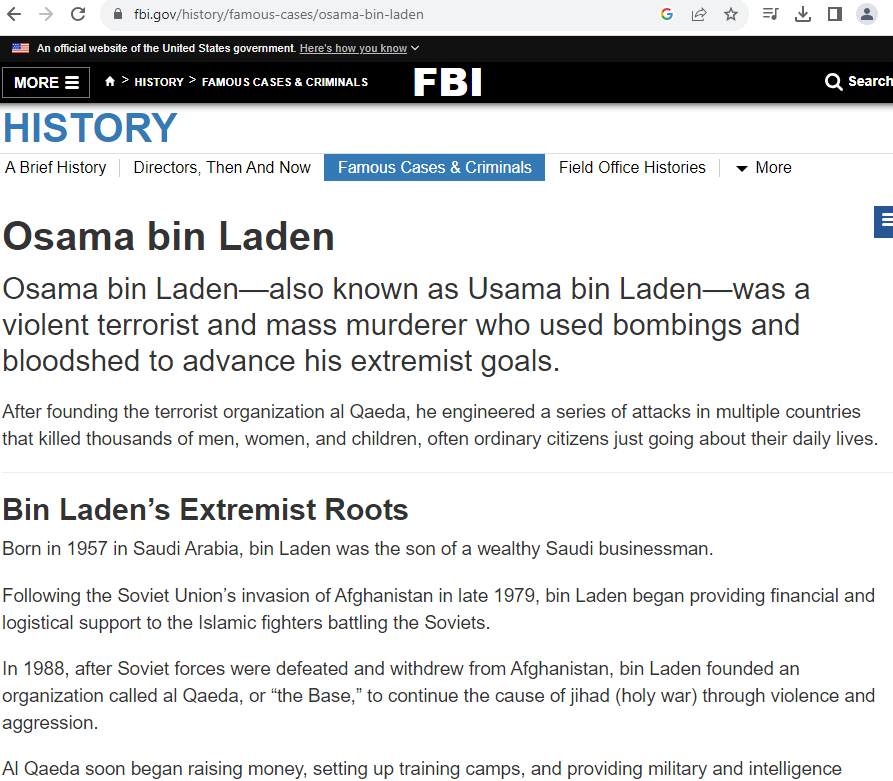 fbi.gov/history/famous-cases/osama-bin-laden
An official website of the United States government. Here's how you know
MORE > HISTORY > FAMOUS CASES & CRIMINALS FBI Search
HISTORY
A Brief History Directors, Then And Now Famous Cases & Criminals Field Office Histories More
Osama bin Laden
Osama bin Laden—also known as Usama bin Laden—was a
violent terrorist and mass murderer who used bombings and
bloodshed to advance his extremist goals.
After founding the terrorist organization al Qaeda, he engineered a series of attacks in multiple countries
that killed thousands of men, women, and children, often ordinary citizens just going about their daily lives.
Bin Laden’s Extremist Roots
Born in 1957 in Saudi Arabia, bin Laden was the son of a wealthy Saudi businessman.
Following the Soviet Union’s invasion of Afghanistan in late 1979, bin Laden began providing financial and
logistical support to the Islamic fighters battling the Soviets.
In 1988, after Soviet forces were defeated and withdrew from Afghanistan, bin Laden founded an
organization called al Qaeda, or “the Base,” to continue the cause of jihad (holy war) through violence and
aggression.
Al Qaeda soon began raising money, setting up training camps, and providing military and intelligence